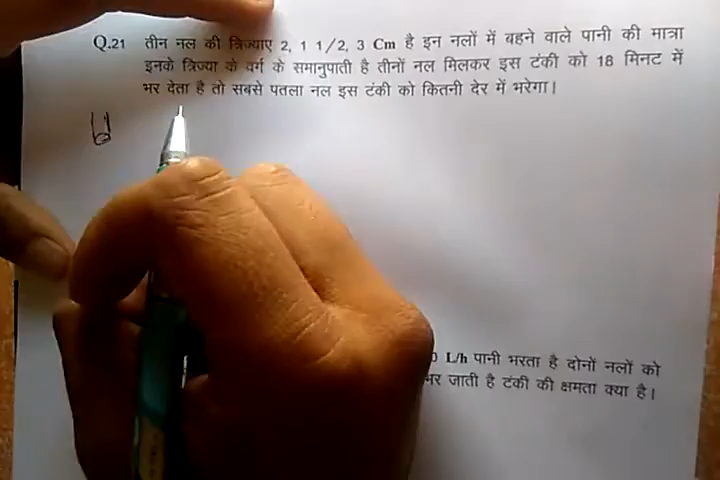 Q.21 तीन नल की त्रिज्याए 2, 1 1/2, 3 Cm है इन नलों में बहने वाले पानी की मात्रा
इनके त्रिज्या के वर्ग के समानुपाती है तीनों नल मिलकर इस टंकी को 18 मिनट में
भर देता है तो सबसे पतला नल इस टंकी को कितनी देर में भरेगा।
L/h पानी भरता है दोनों नलों को
जाती है टंकी की क्षमता क्या है।